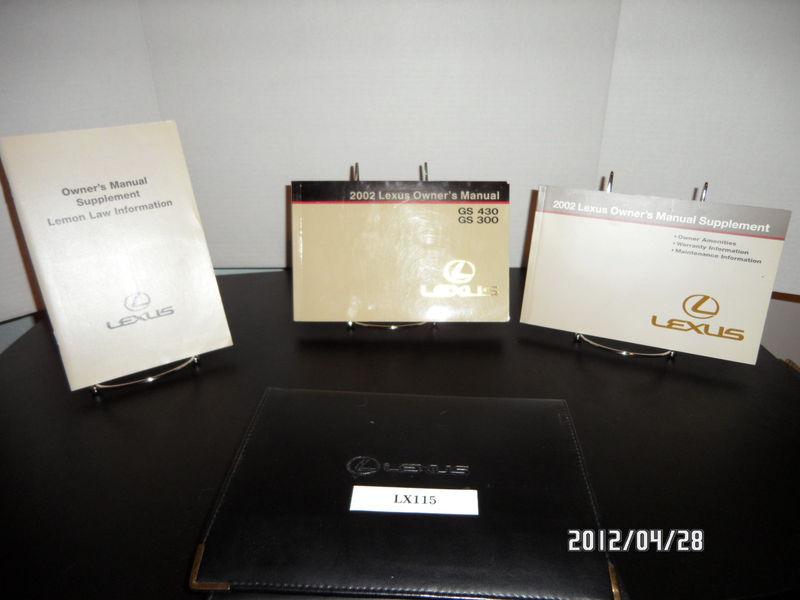 Owner's Manual
Supplement
Lemon Law Information
LEXUS
2002 Lexus Owner's Manual
GS 430
GS 300
LEXUS
2002 Lexus Owner's Manual Supplement
• Owner Amenities
• Warranty Information
• Maintenance Information
LEXUS
LEXUS
LX115
2012/04/28